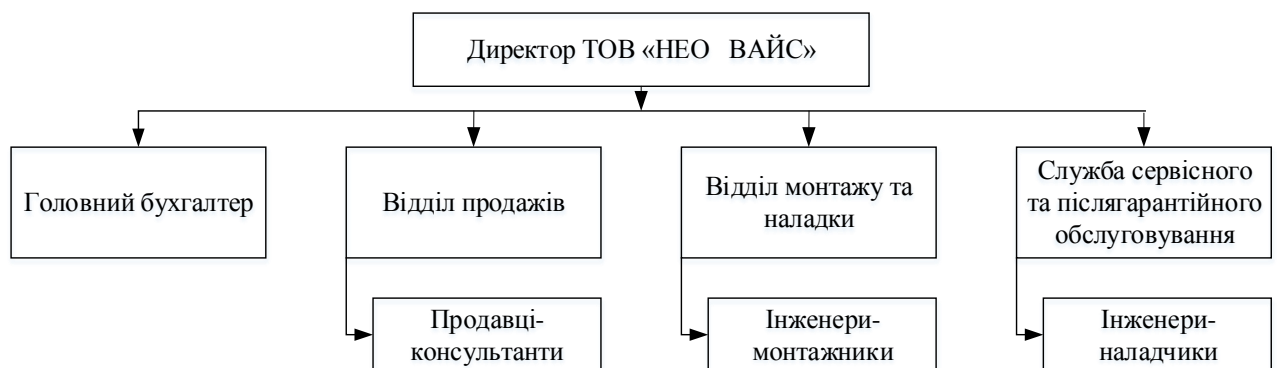 Директор ТОВ «НЕО ВАЙС»
Головний бухгалтер
Відділ продажів
Відділ монтажу та
наладки
Служба сервісного
та післягарантійного
обслуговування
Продавці-
консультанти
Інженери-
монтажники
Інженери-
наладчики